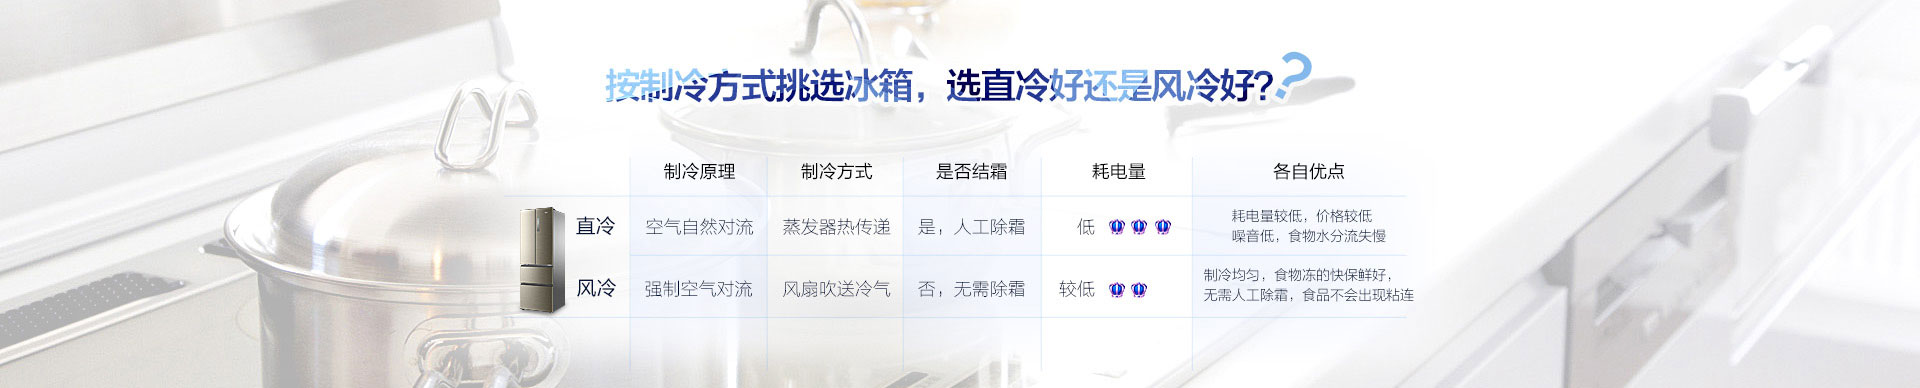 按制冷方式挑选冰箱，选直冷好还是风冷好??
制冷原理 制冷方式 是否结霜 耗电量 各自优点
直冷 空气自然对流 蒸发器热传递 是，人工除霜 低 耗电量较低，价格较低
噪音低，食物水分流失慢
风冷 强制空气对流 风扇吹送冷气 否，无需除霜 较低 制冷均匀，食物冻的快保鲜好，
无需人工除霜，食品不会出现粘连